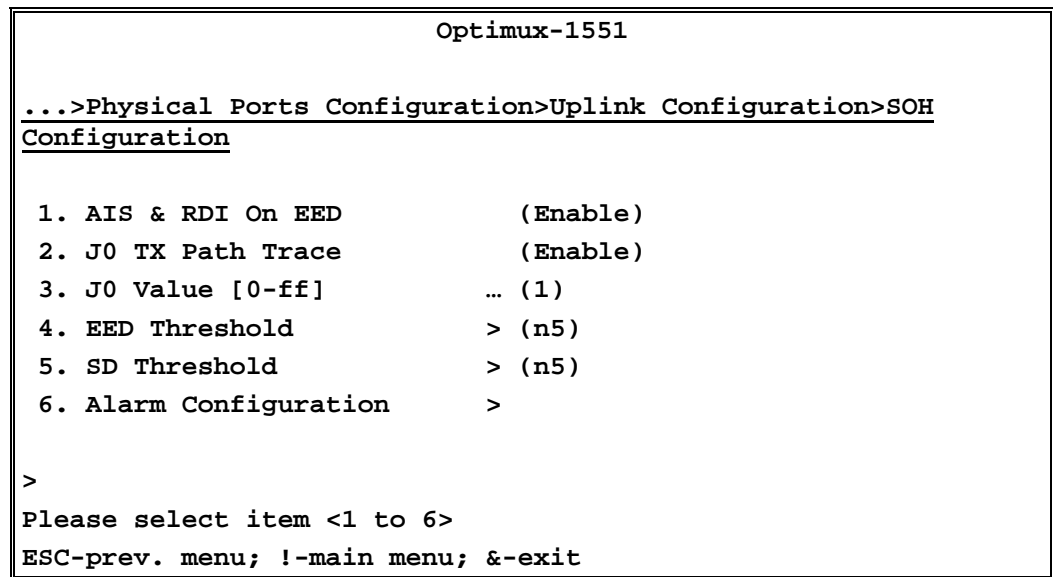 Optimux-1551
...>Physical Ports Configuration>Uplink Configuration>SOH
Configuration
1. AIS & RDI On EED (Enable)
2. J0 TX Path Trace (Enable)
3. J0 Value [0-ff] … (1)
4. EED Threshold > (n5)
5. SD Threshold > (n5)
6. Alarm Configuration >
>
Please select item <1 to 6>
ESC-prev. menu; !-main menu; &-exit